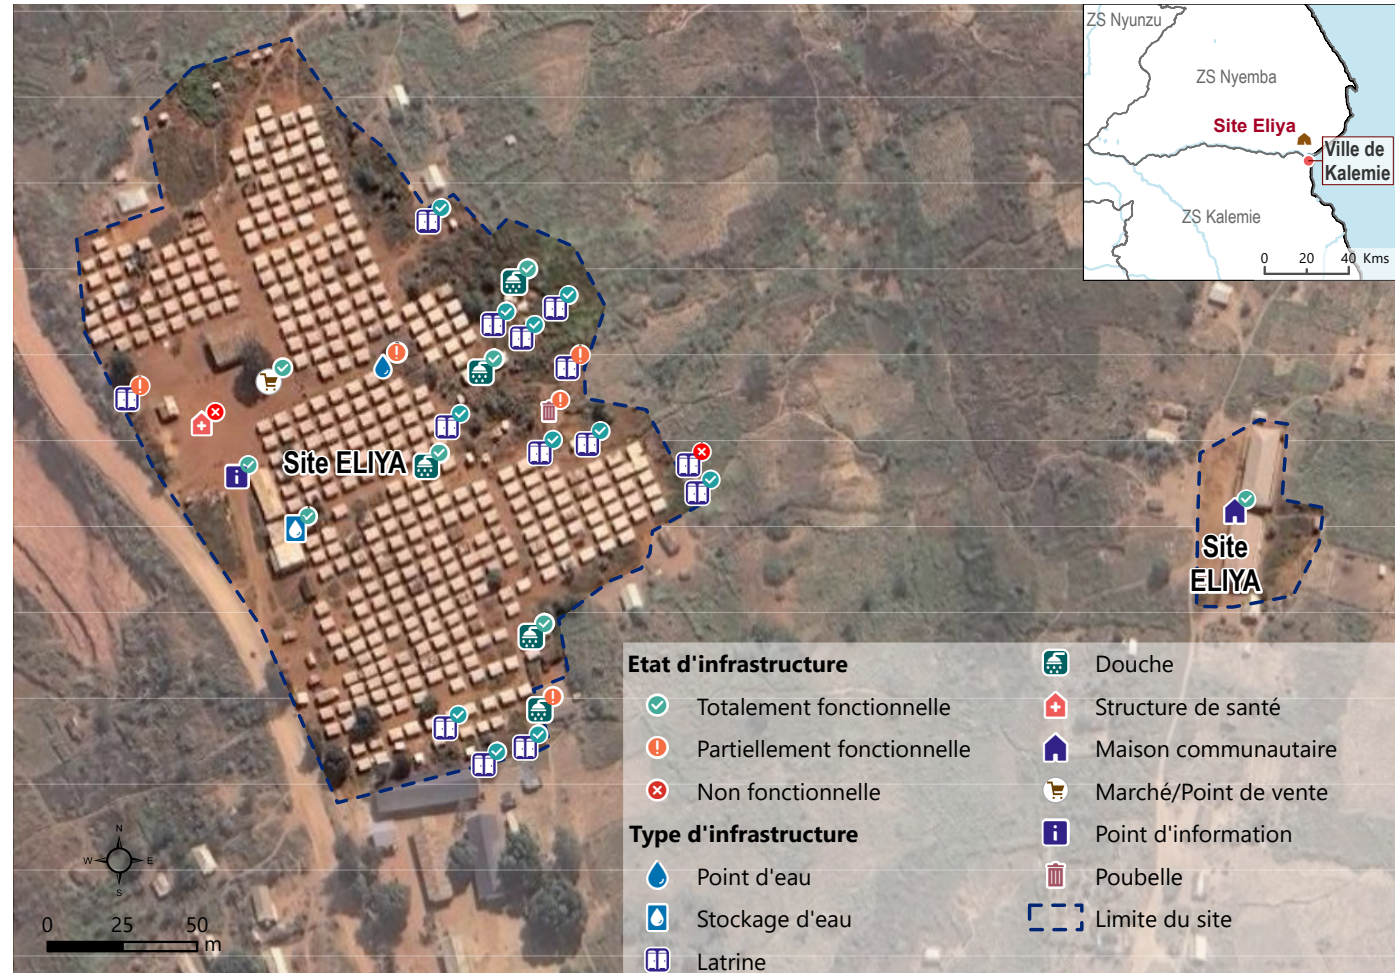 ZS Nyunzu
ZS Nyemba
Site Eliya
Ville de
Kalemie
ZS Kalemie
0 20 40 Kms
Site ELIYA
Site
ELIYA
N
W E
S
0 25 50
m
Etat d'infrastructure
Totalement fonctionnelle
Partiellement fonctionnelle
Non fonctionnelle
Type d'infrastructure
Point d'eau
Stockage d'eau
Latrine
Douche
Structure de santé
Maison communautaire
Marché/Point de vente
Point d'information
Poubelle
Limite du site